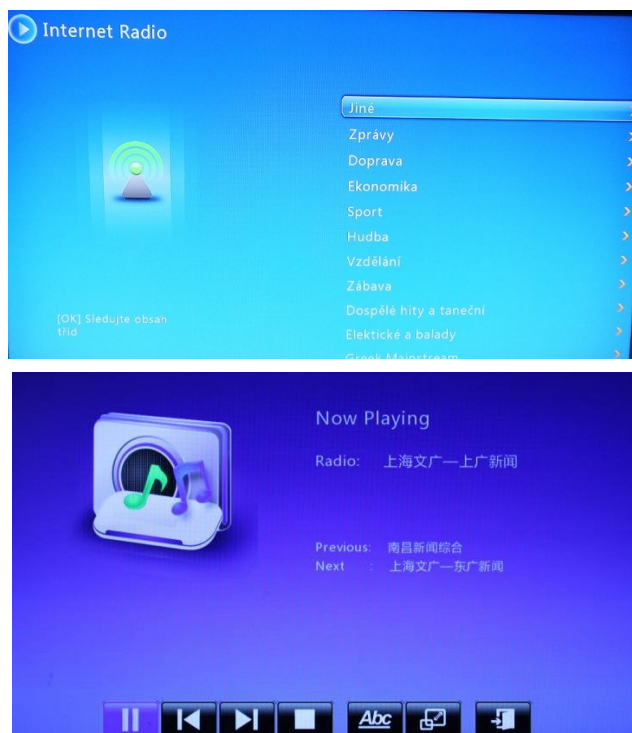 Internet Radio
Jiné
Zprávy
Doprava
Ekonomika
Sport
Hudba
Vzdělání
Zábava
Dospělé hity a taneční
Elektické a balady
Greek Mainstream
[OK] Sledujte obsah
tříd
Now Playing
Radio: 上海文广—上广新闻
Previous: 南昌新闻综合
Next : 上海文广—东广新闻
Abc